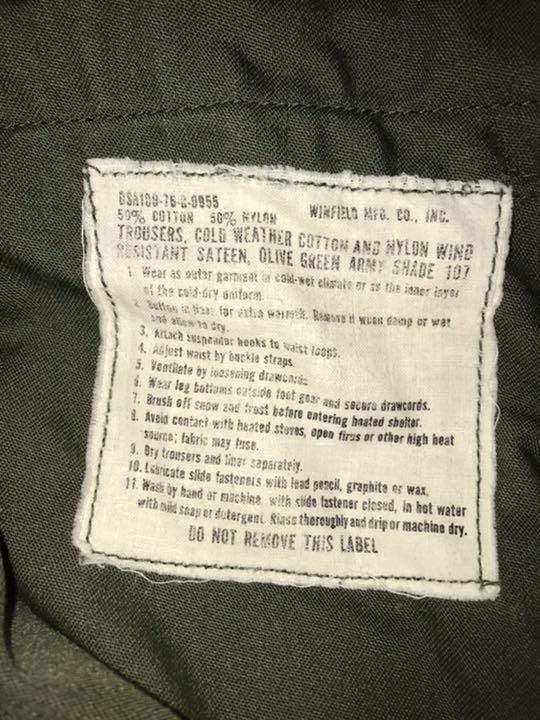 DSA100-76-C-0955
50% COTTON 50% NYLON WINFIELD MFG. CO., INC.
TROUSERS, COLD WEATHER COTTON AND NYLON WIND
RESISTANT SATEEN, OLIVE GREEN ARMY SHADE 107
1. Wear as outer garment in cold-wet climate or as the inner layer
of the cold-dry uniform.
2. Button in liner for extra warmth. Remove it when damp or wet
and allow to dry.
3. Attach suspender hooks to waist loops.
4. Adjust waist by buckle straps.
5. Ventilate by loosening drawcords.
6. Wear leg bottoms outside foot gear and secure drawcords.
7. Brush off snow and frost before entering heated shelter.
8. Avoid contact with heated stoves, open fires or other high heat
source; fabric may fuse.
9. Dry trousers and liner separately.
10. Lubricate slide fasteners with lead pencil, graphite or wax.
11. Wash by hand or machine, with slide fastener closed, in hot water
with mild soap or detergent. Rinse thoroughly and drip or machine dry.
DO NOT REMOVE THIS LABEL